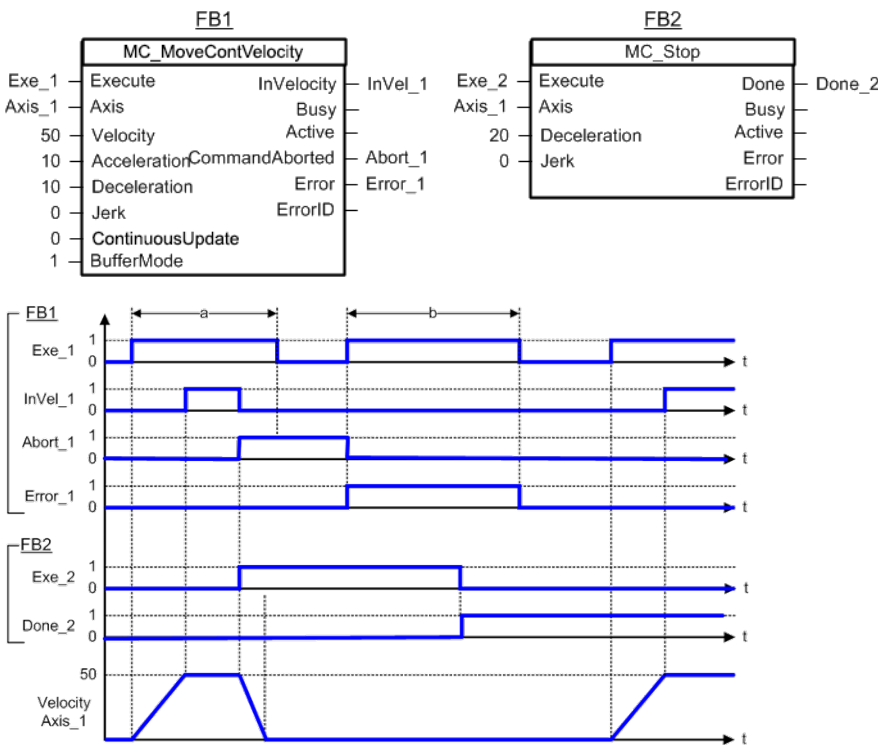 FB1
MC_MoveContVelocity
Exe_1 Execute InVelocity InVel_1
Axis_1 Axis Busy
50 Velocity Active
10 Acceleration CommandAborted Abort_1
10 Deceleration Error Error_1
0 Jerk ErrorID
0 ContinuousUpdate
1 BufferMode
FB2
MC_Stop
Exe_2 Execute Done Done_2
Axis_1 Axis Busy
20 Deceleration Active
0 Jerk Error
ErrorID
FB1
a
b
Exe_1 1
0 t
InVel_1 1
0 t
Abort_1 1
0 t
Error_1 1
0 t
FB2
Exe_2 1
0 t
Done_2 1
0 t
50
Velocity
Axis_1
t